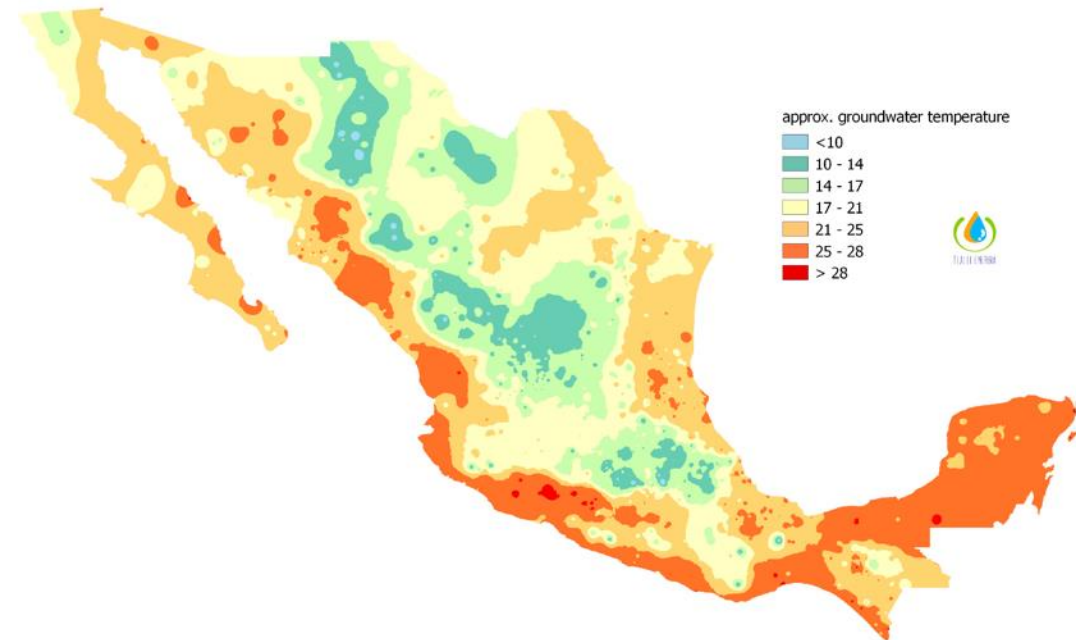 approx. groundwater temperature
<10
10 - 14
14 - 17
17 - 21
21 - 25
25 - 28
> 28